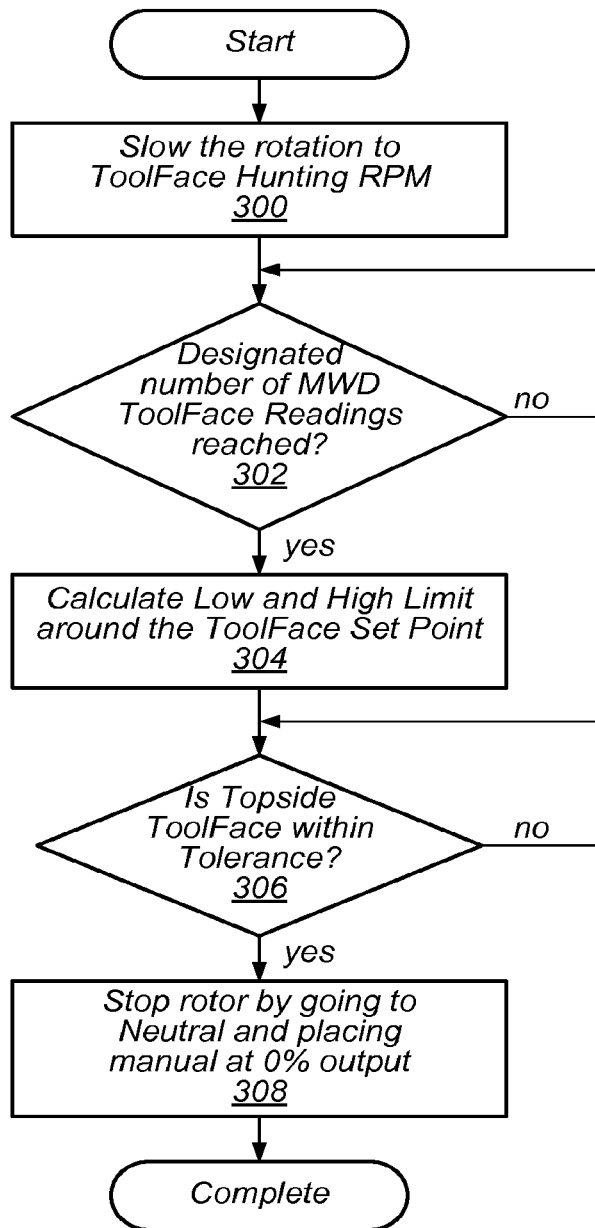 Start
Slow the rotation to
ToolFace Hunting RPM
300
Designated
number of MWD
ToolFace Readings
reached?
302
no
yes
Calculate Low and High Limit
around the ToolFace Set Point
304
Is Topside
ToolFace within
Tolerance?
306
no
yes
Stop rotor by going to
Neutral and placing
manual at 0% output
308
Complete